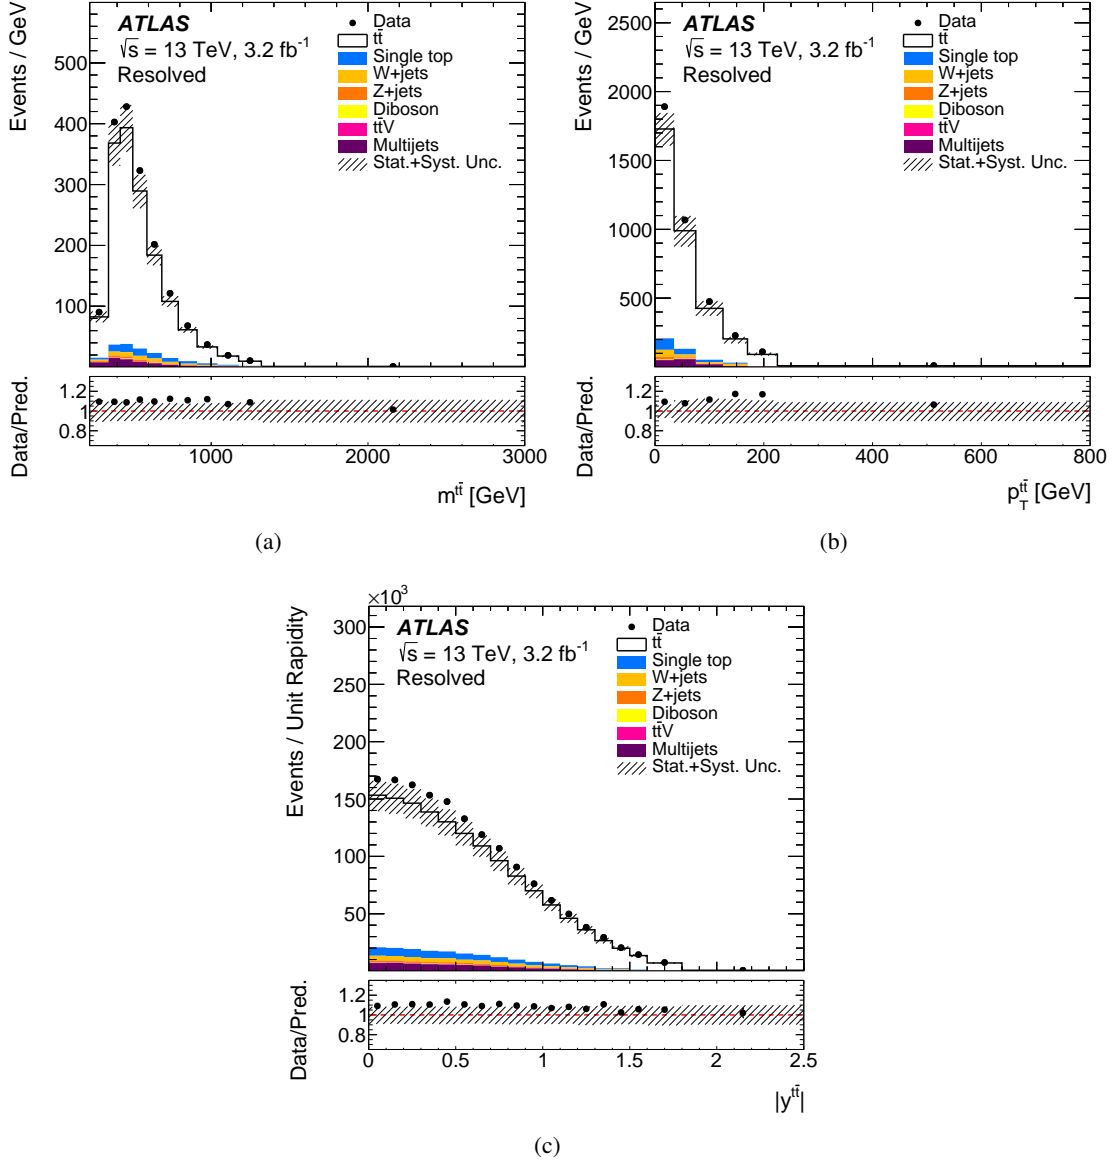 Events / GeV
ATLAS
√s = 13 TeV, 3.2 fb⁻¹
Resolved
Data
tt̄
Single top
W+jets
Z+jets
Diboson
tt̄V
Multijets
Stat.+Syst. Unc.
500
400
300
200
100
Data/Pred.
1.2
1
0.8
1000
2000
3000
m^tt̄ [GeV]
(a)
Events / GeV
ATLAS
√s = 13 TeV, 3.2 fb⁻¹
Resolved
Data
tt̄
Single top
W+jets
Z+jets
Diboson
tt̄V
Multijets
Stat.+Syst. Unc.
2500
2000
1500
1000
500
Data/Pred.
1.2
1
0.8
0
200
400
600
800
p_T^tt̄ [GeV]
(b)
×10³
Events / Unit Rapidity
ATLAS
√s = 13 TeV, 3.2 fb⁻¹
Resolved
Data
tt̄
Single top
W+jets
Z+jets
Diboson
tt̄V
Multijets
Stat.+Syst. Unc.
300
250
200
150
100
50
Data/Pred.
1.2
1
0.8
0
0.5
1
1.5
2
2.5
|y^tt̄|
(c)